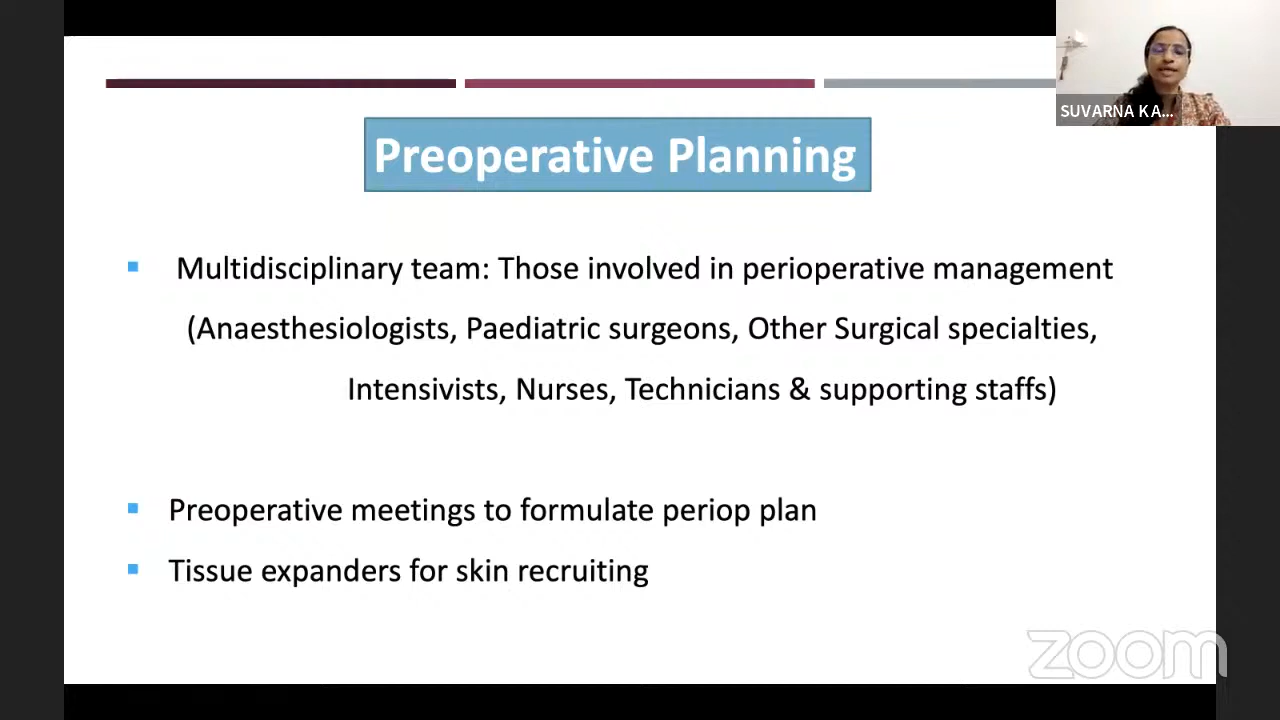 SUVARNA K A...
Preoperative Planning
▪ Multidisciplinary team: Those involved in perioperative management
(Anaesthesiologists, Paediatric surgeons, Other Surgical specialties,
Intensivists, Nurses, Technicians & supporting staffs)
▪ Preoperative meetings to formulate periop plan
▪ Tissue expanders for skin recruiting
zoom